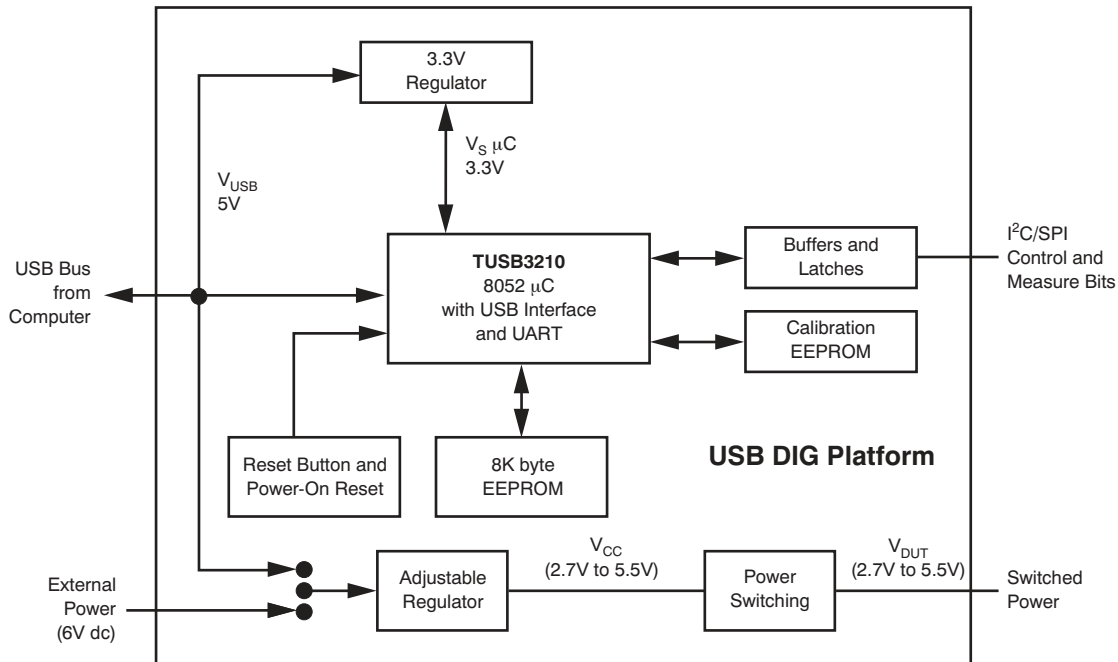 3.3V
Regulator
V_S μC
3.3V
V_USB
5V
USB Bus
from
Computer
TUSB3210
8052 μC
with USB Interface
and UART
Buffers and
Latches
I²C/SPI
Control and
Measure Bits
Calibration
EEPROM
Reset Button and
Power-On Reset
8K byte
EEPROM
USB DIG Platform
External
Power
(6V dc)
Adjustable
Regulator
V_CC
(2.7V to 5.5V)
Power
Switching
V_DUT
(2.7V to 5.5V)
Switched
Power